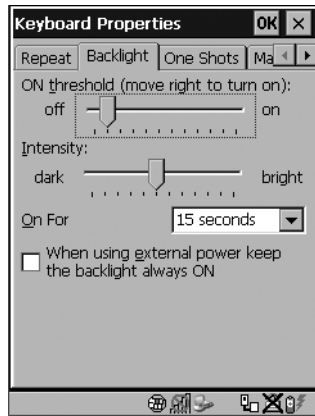 Keyboard Properties OK ×
Repeat Backlight One Shots Ma
ON threshold (move right to turn on):
off on
Intensity:
dark bright
On For 15 seconds
When using external power keep
the backlight always ON